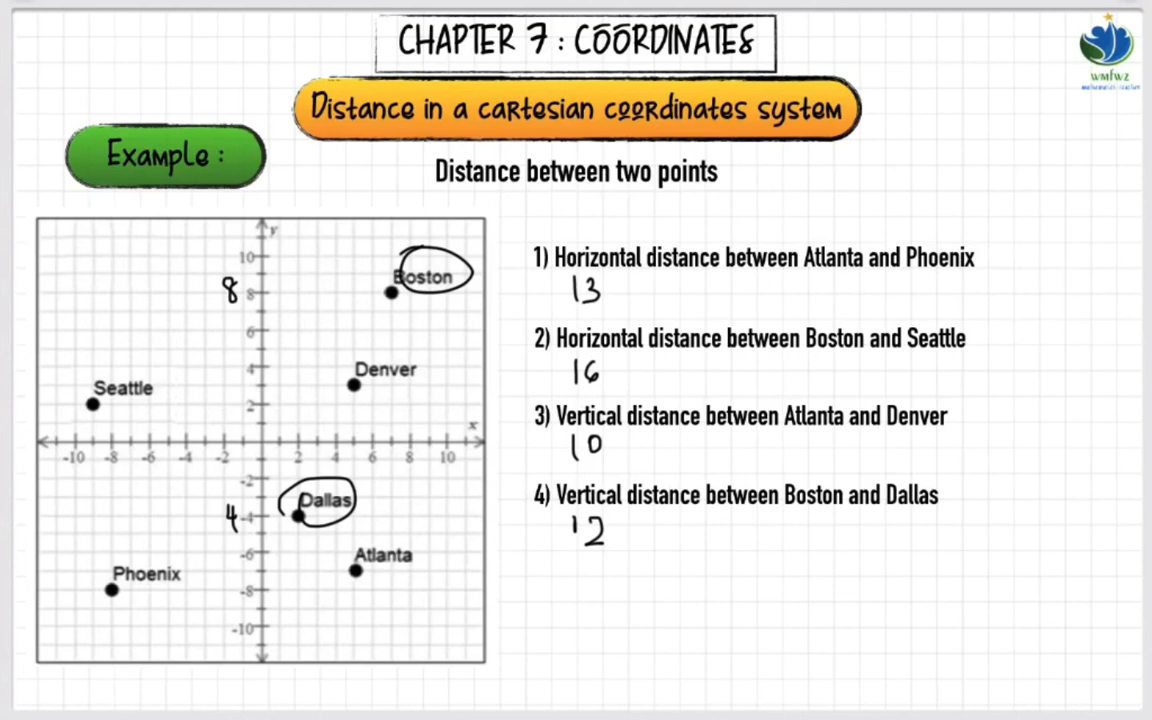 CHAPTER 7 : COORDINATES
WMFWZ
Distance in a cartesian coordinates system
Example :
Distance between two points
y
10
8 8
6
4
2
x
-10 -8 -6 -4 -2 2 4 6 8 10
-2
4 -4
-6
-8
-10
Boston
Denver
Seattle
Dallas
Atlanta
Phoenix
1) Horizontal distance between Atlanta and Phoenix
13
2) Horizontal distance between Boston and Seattle
16
3) Vertical distance between Atlanta and Denver
10
4) Vertical distance between Boston and Dallas
12